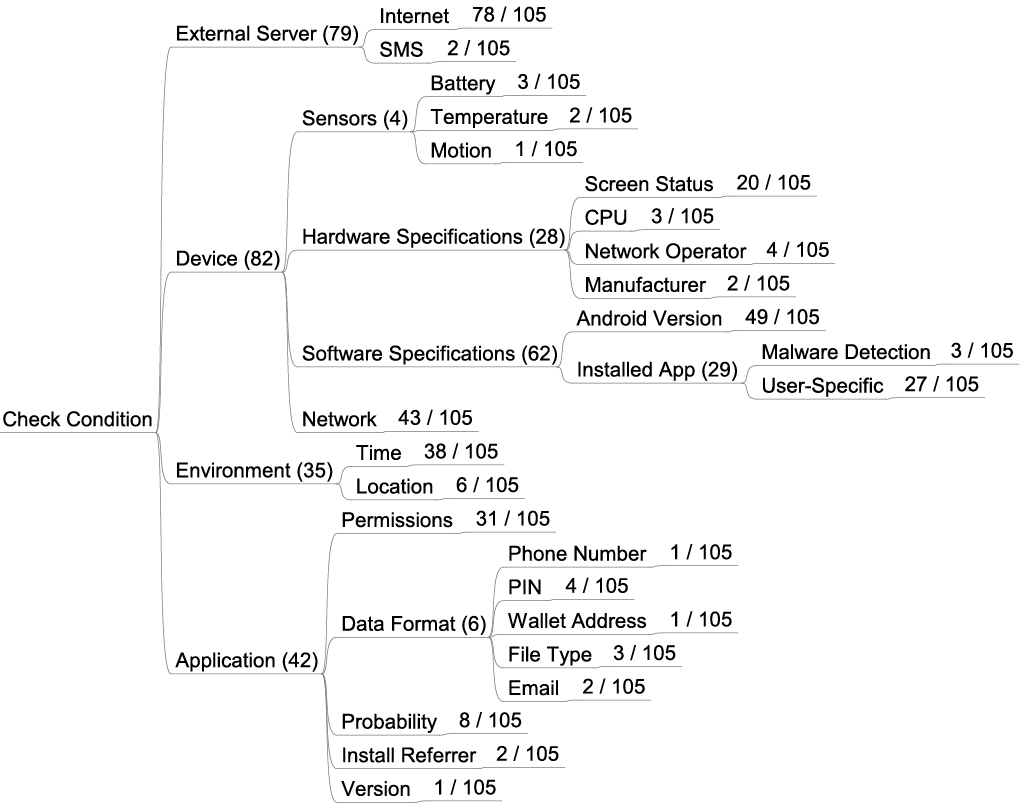 Internet 78 / 105
External Server (79)
SMS 2 / 105
Battery 3 / 105
Sensors (4)
Temperature 2 / 105
Motion 1 / 105
Screen Status 20 / 105
CPU 3 / 105
Hardware Specifications (28)
Network Operator 4 / 105
Device (82)
Manufacturer 2 / 105
Android Version 49 / 105
Software Specifications (62)
Malware Detection 3 / 105
Installed App (29)
User-Specific 27 / 105
Check Condition
Network 43 / 105
Time 38 / 105
Environment (35)
Location 6 / 105
Permissions 31 / 105
Phone Number 1 / 105
PIN 4 / 105
Data Format (6)
Wallet Address 1 / 105
File Type 3 / 105
Application (42)
Email 2 / 105
Probability 8 / 105
Install Referrer 2 / 105
Version 1 / 105